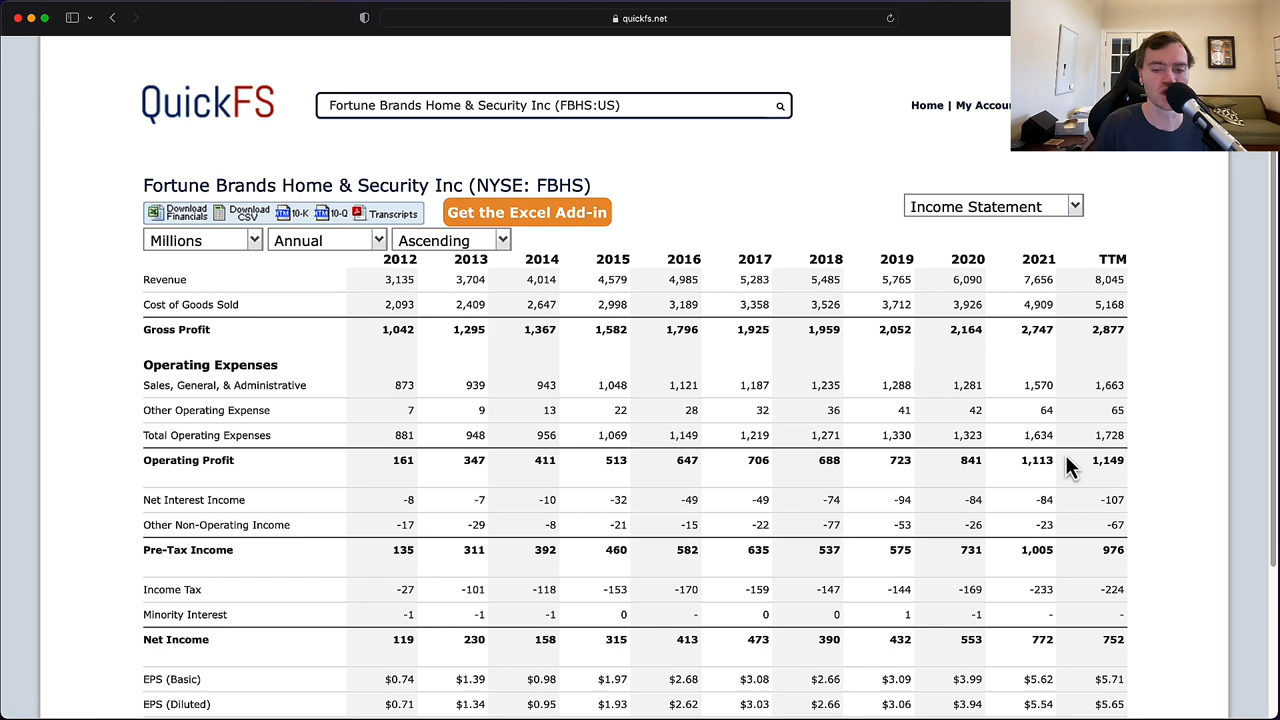 quickfs.net
QuickFS
Fortune Brands Home & Security Inc (FBHS:US)
Home | My Accou
Fortune Brands Home & Security Inc (NYSE: FBHS)
Download Financials Download CSV 10-K 10-Q Transcripts
Get the Excel Add-in
Income Statement
Millions Annual Ascending
2012 2013 2014 2015 2016 2017 2018 2019 2020 2021 TTM
Revenue 3,135 3,704 4,014 4,579 4,985 5,283 5,485 5,765 6,090 7,656 8,045
Cost of Goods Sold 2,093 2,409 2,647 2,998 3,189 3,358 3,526 3,712 3,926 4,909 5,168
Gross Profit 1,042 1,295 1,367 1,582 1,796 1,925 1,959 2,052 2,164 2,747 2,877
Operating Expenses
Sales, General, & Administrative 873 939 943 1,048 1,121 1,187 1,235 1,288 1,281 1,570 1,663
Other Operating Expense 7 9 13 22 28 32 36 41 42 64 65
Total Operating Expenses 881 948 956 1,069 1,149 1,219 1,271 1,330 1,323 1,634 1,728
Operating Profit 161 347 411 513 647 706 688 723 841 1,113 1,149
Net Interest Income -8 -7 -10 -32 -49 -49 -74 -94 -84 -84 -107
Other Non-Operating Income -17 -29 -8 -21 -15 -22 -77 -53 -26 -23 -67
Pre-Tax Income 135 311 392 460 582 635 537 575 731 1,005 976
Income Tax -27 -101 -118 -153 -170 -159 -147 -144 -169 -233 -224
Minority Interest -1 -1 -1 0 - 0 0 1 -1 - -
Net Income 119 230 158 315 413 473 390 432 553 772 752
EPS (Basic) $0.74 $1.39 $0.98 $1.97 $2.68 $3.08 $2.66 $3.09 $3.99 $5.62 $5.71
EPS (Diluted) $0.71 $1.34 $0.95 $1.93 $2.62 $3.03 $2.66 $3.06 $3.94 $5.54 $5.65